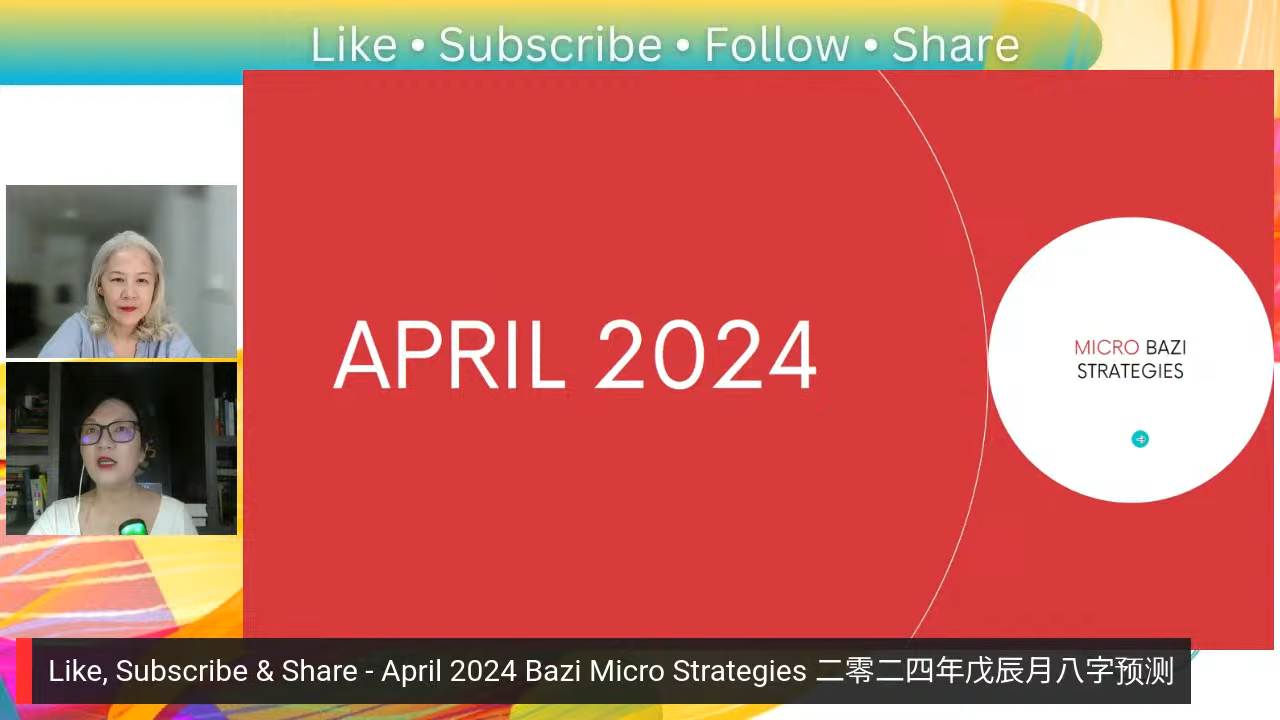 Like • Subscribe • Follow • Share
APRIL 2024
MICRO BAZI
STRATEGIES
Like, Subscribe & Share - April 2024 Bazi Micro Strategies 二零二四年戊辰月八字预测